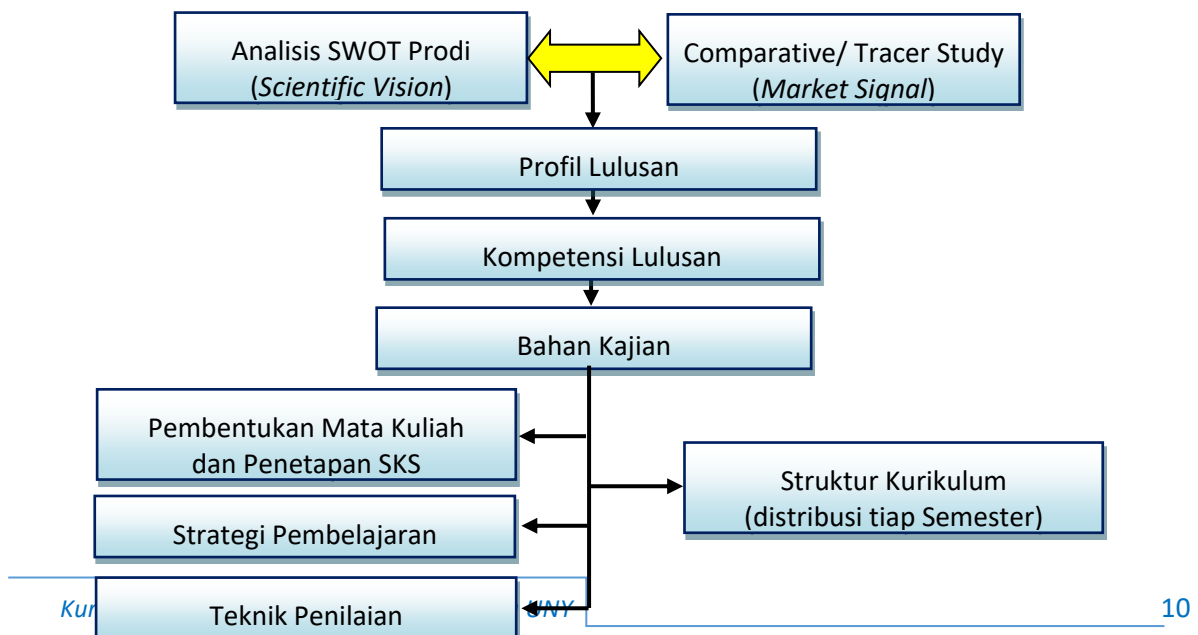 Analisis SWOT Prodi
(Scientific Vision)
Comparative/ Tracer Study
(Market Signal)
Profil Lulusan
Kompetensi Lulusan
Bahan Kajian
Pembentukan Mata Kuliah
dan Penetapan SKS
Struktur Kurikulum
(distribusi tiap Semester)
Strategi Pembelajaran
Teknik Penilaian
UNY
10